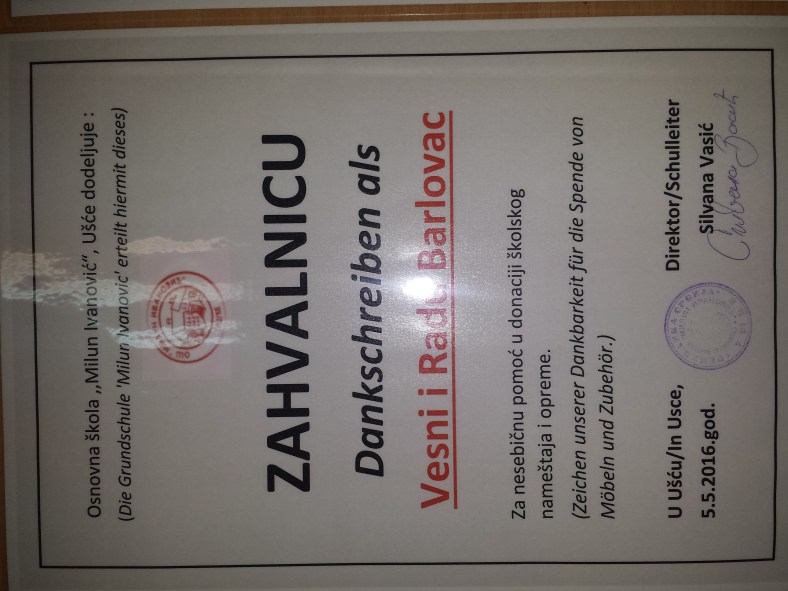 Osnovna škola ,,Milun Ivanović", Ušće dodeljuje :
(Die Grundschule 'Milun Ivanovic' erteilt hiermit dieses)
ZAHVALNICU
Dankschreiben als
Vesni i Radu Barlovac
Za nesebičnu pomoć u donaciji školskog
nameštaja i opreme.
(Zeichen unserer Dankbarkeit für die Spende von
Möbeln und Zubehör.)
U Ušću/In Usce,
5.5.2016.god.
Direktor/Schulleiter
Silvana Vasić